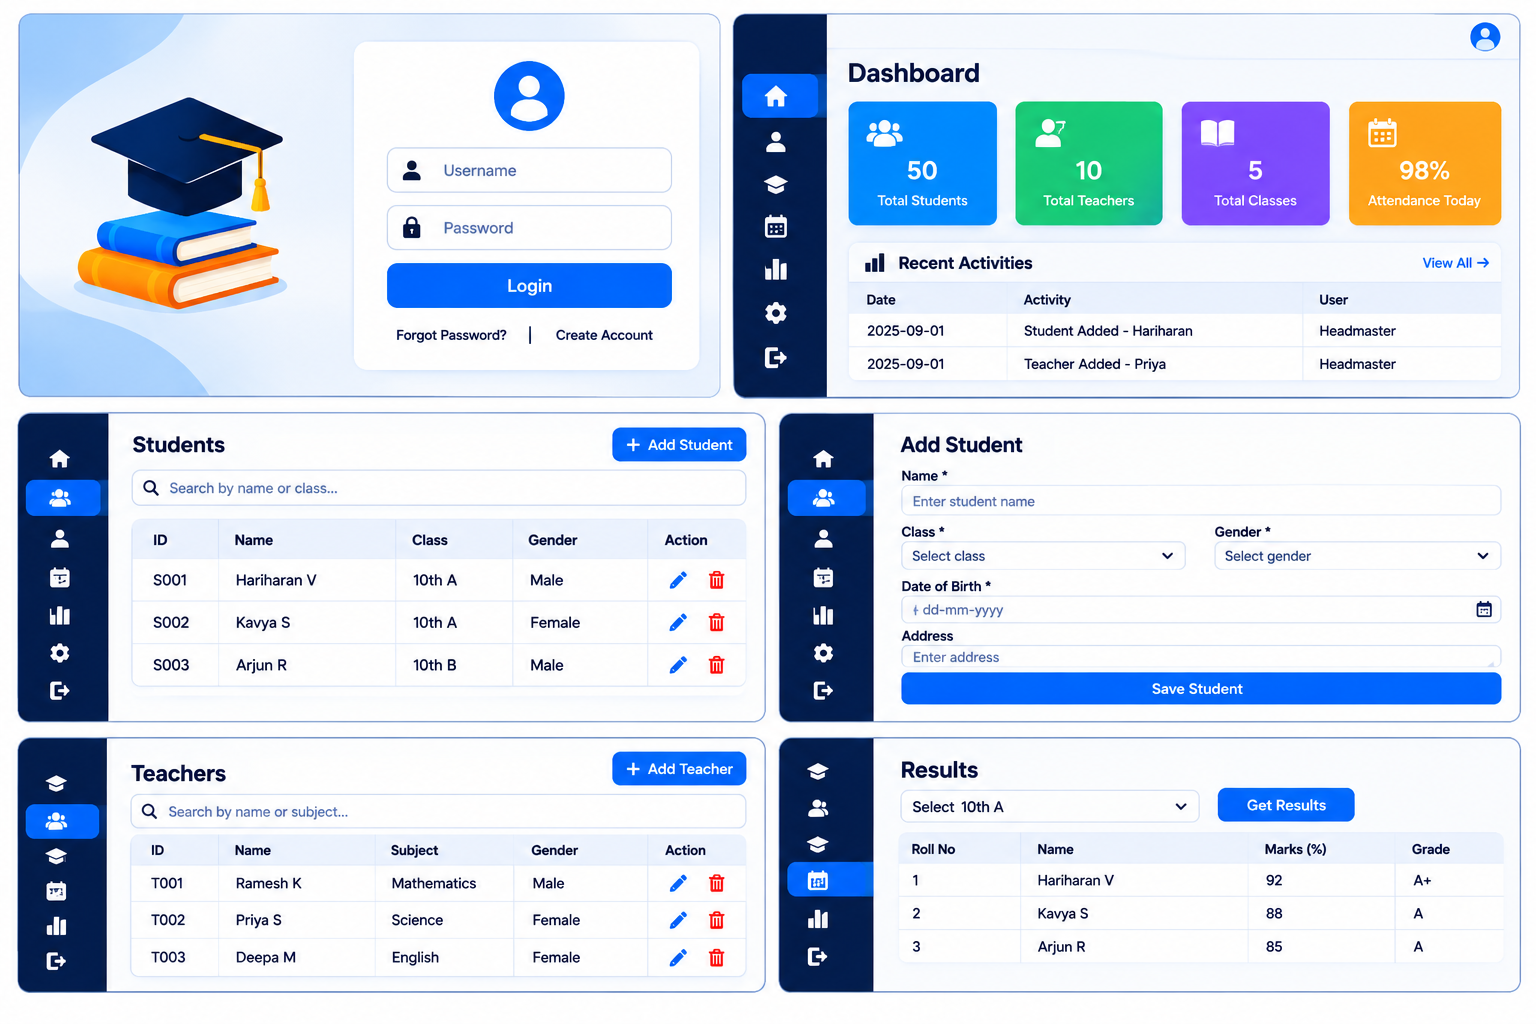 Username
Password
Login
Forgot Password? | Create Account
Dashboard
50
Total Students
10
Total Teachers
5
Total Classes
98%
Attendance Today
Recent Activities
View All →
Date Activity User
2025-09-01 Student Added - Hariharan Headmaster
2025-09-01 Teacher Added - Priya Headmaster
Students
+ Add Student
Search by name or class...
ID Name Class Gender Action
S001 Hariharan V 10th A Male
S002 Kavya S 10th A Female
S003 Arjun R 10th B Male
Add Student
Name *
Enter student name
Class * Gender *
Select class Select gender
Date of Birth *
dd-mm-yyyy
Address
Enter address
Save Student
Teachers
+ Add Teacher
Search by name or subject...
ID Name Subject Gender Action
T001 Ramesh K Mathematics Male
T002 Priya S Science Female
T003 Deepa M English Female
Results
Select 10th A Get Results
Roll No Name Marks (%) Grade
1 Hariharan V 92 A+
2 Kavya S 88 A
3 Arjun R 85 A